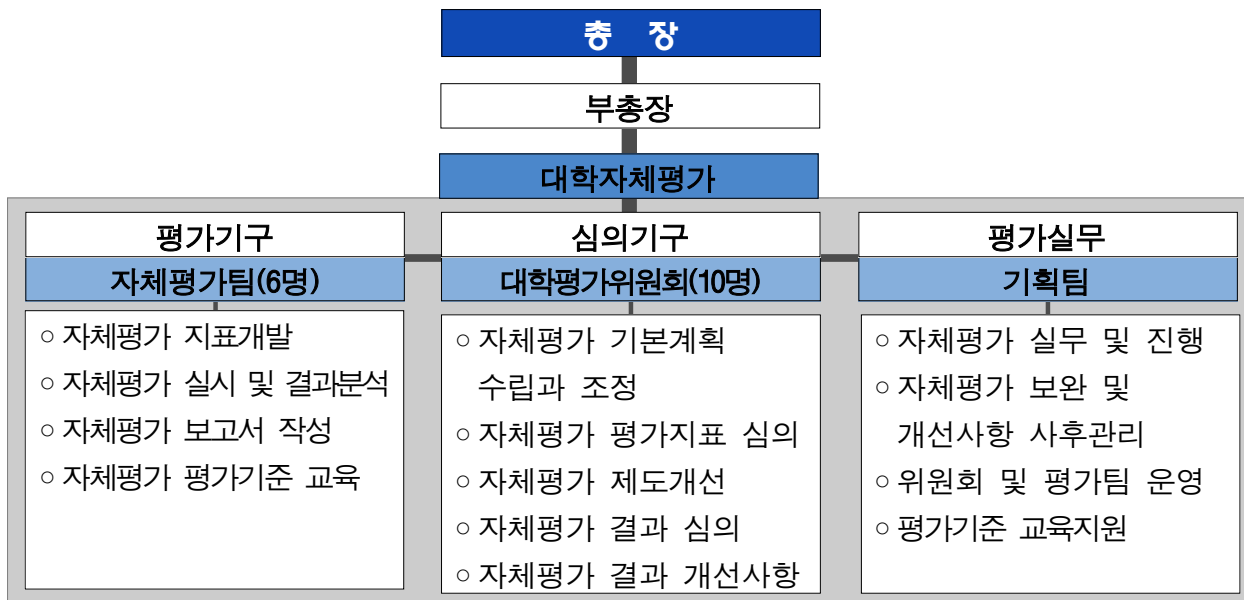 총 장
부총장
대학자체평가
평가기구
자체평가팀(6명)
○ 자체평가 지표개발
○ 자체평가 실시 및 결과분석
○ 자체평가 보고서 작성
○ 자체평가 평가기준 교육
심의기구
대학평가위원회(10명)
○ 자체평가 기본계획
수립과 조정
○ 자체평가 평가지표 심의
○ 자체평가 제도개선
○ 자체평가 결과 심의
○ 자체평가 결과 개선사항
평가실무
기획팀
○ 자체평가 실무 및 진행
○ 자체평가 보완 및
개선사항 사후관리
○ 위원회 및 평가팀 운영
○ 평가기준 교육지원